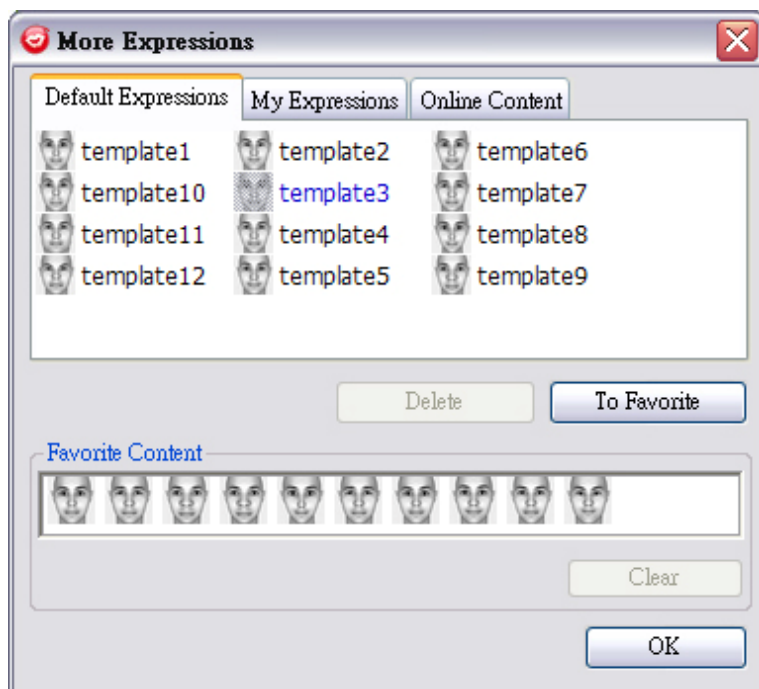 More Expressions
Default Expressions My Expressions Online Content
template1 template2 template6
template10 template3 template7
template11 template4 template8
template12 template5 template9
Delete To Favorite
Favorite Content
Clear
OK